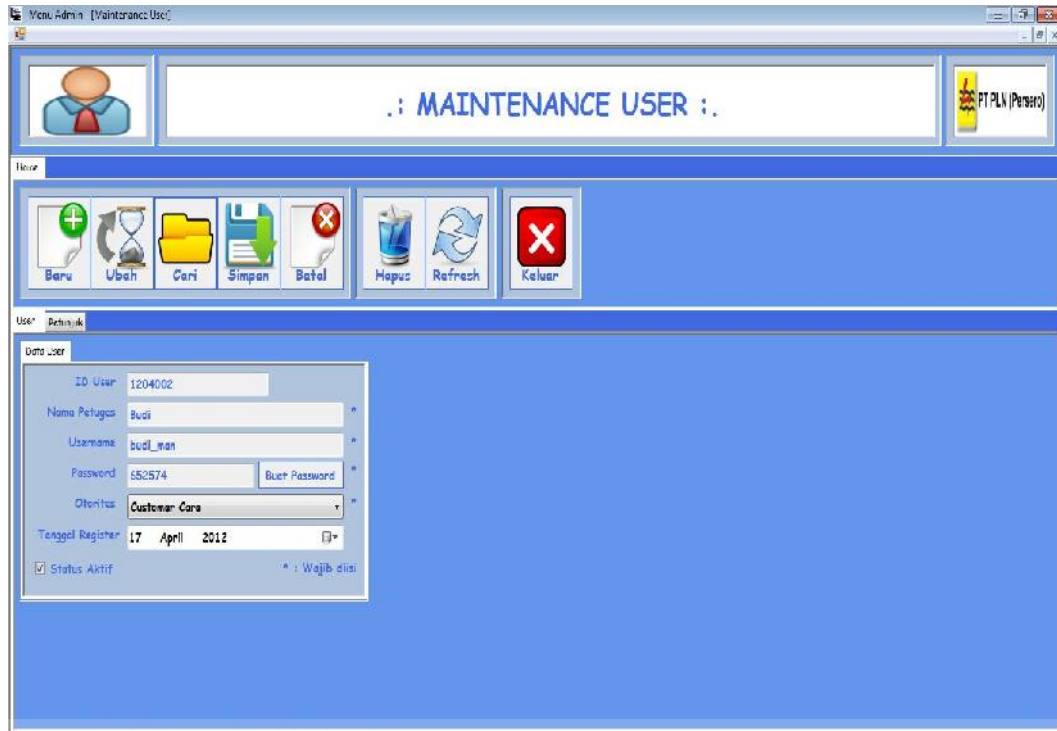 Menu Admin - [Maintenance User]
.: MAINTENANCE USER :.
PT PLN (Persero)
Home
Baru Ubah Cari Simpan Batal Hapus Refresh Keluar
User Petunjuk
Data User
ID User 1204002
Nama Petugas Budi *
Username budi_man *
Password 652574 Buat Password *
Otoritas Customer Care *
Tanggal Register 17 April 2012
Status Aktif * : Wajib diisi